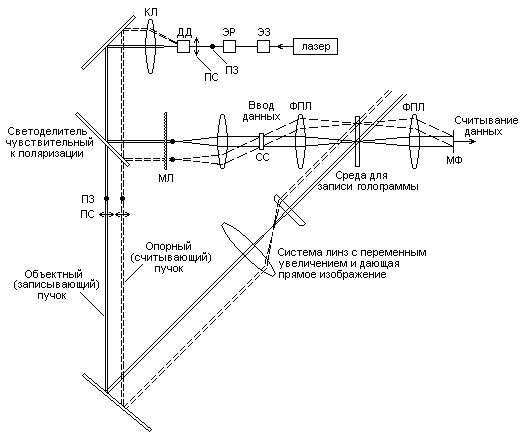 КЛ
ДД
ЭР
ЭЗ
лазер
ПС
ПЗ
Светоделитель
чувствительный
к поляризации
МЛ
Ввод
данных
СС
ФПЛ
ФПЛ
Считывание
данных
МФ
Среда для
записи голограммы
ПЗ
ПС
Опорный
(считывающий)
пучок
Объектный
(записывающий)
пучок
Система линз с переменным
увеличением и дающая
прямое изображение